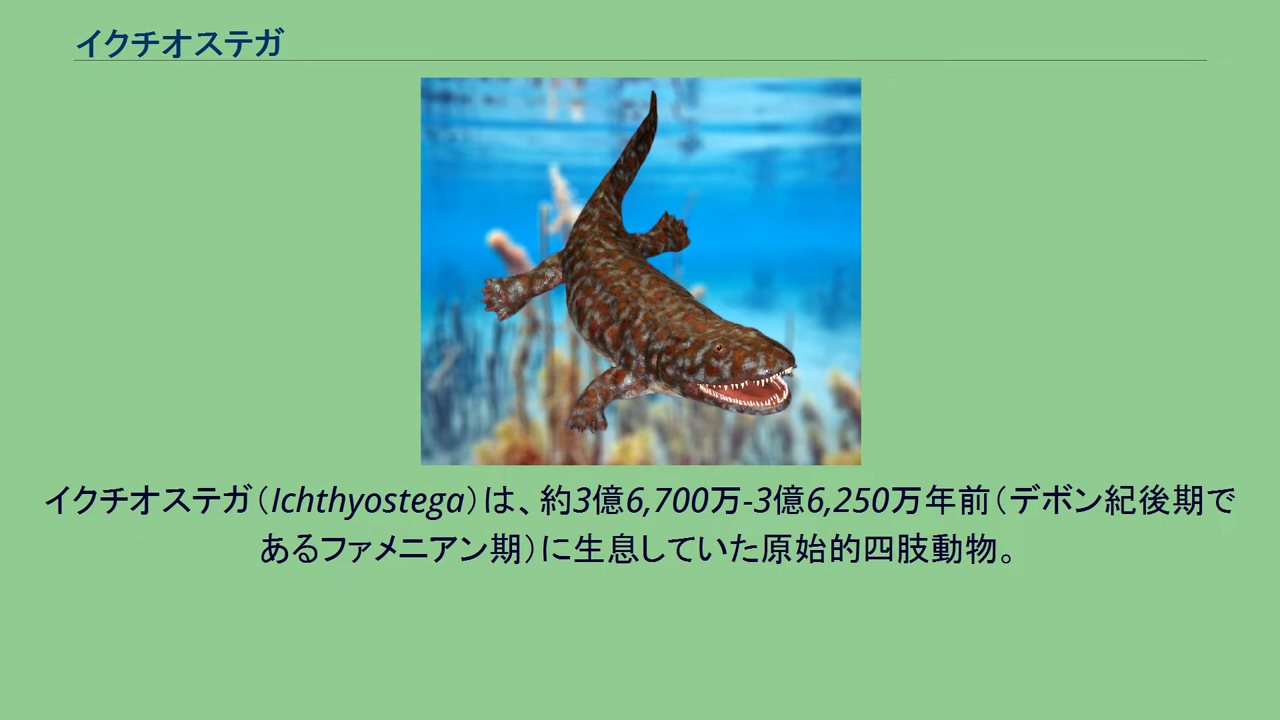 イクチオステガ
イクチオステガ（Ichthyostega）は、約3億6,700万-3億6,250万年前（デボン紀後期で
あるファメニアン期）に生息していた原始的四肢動物。